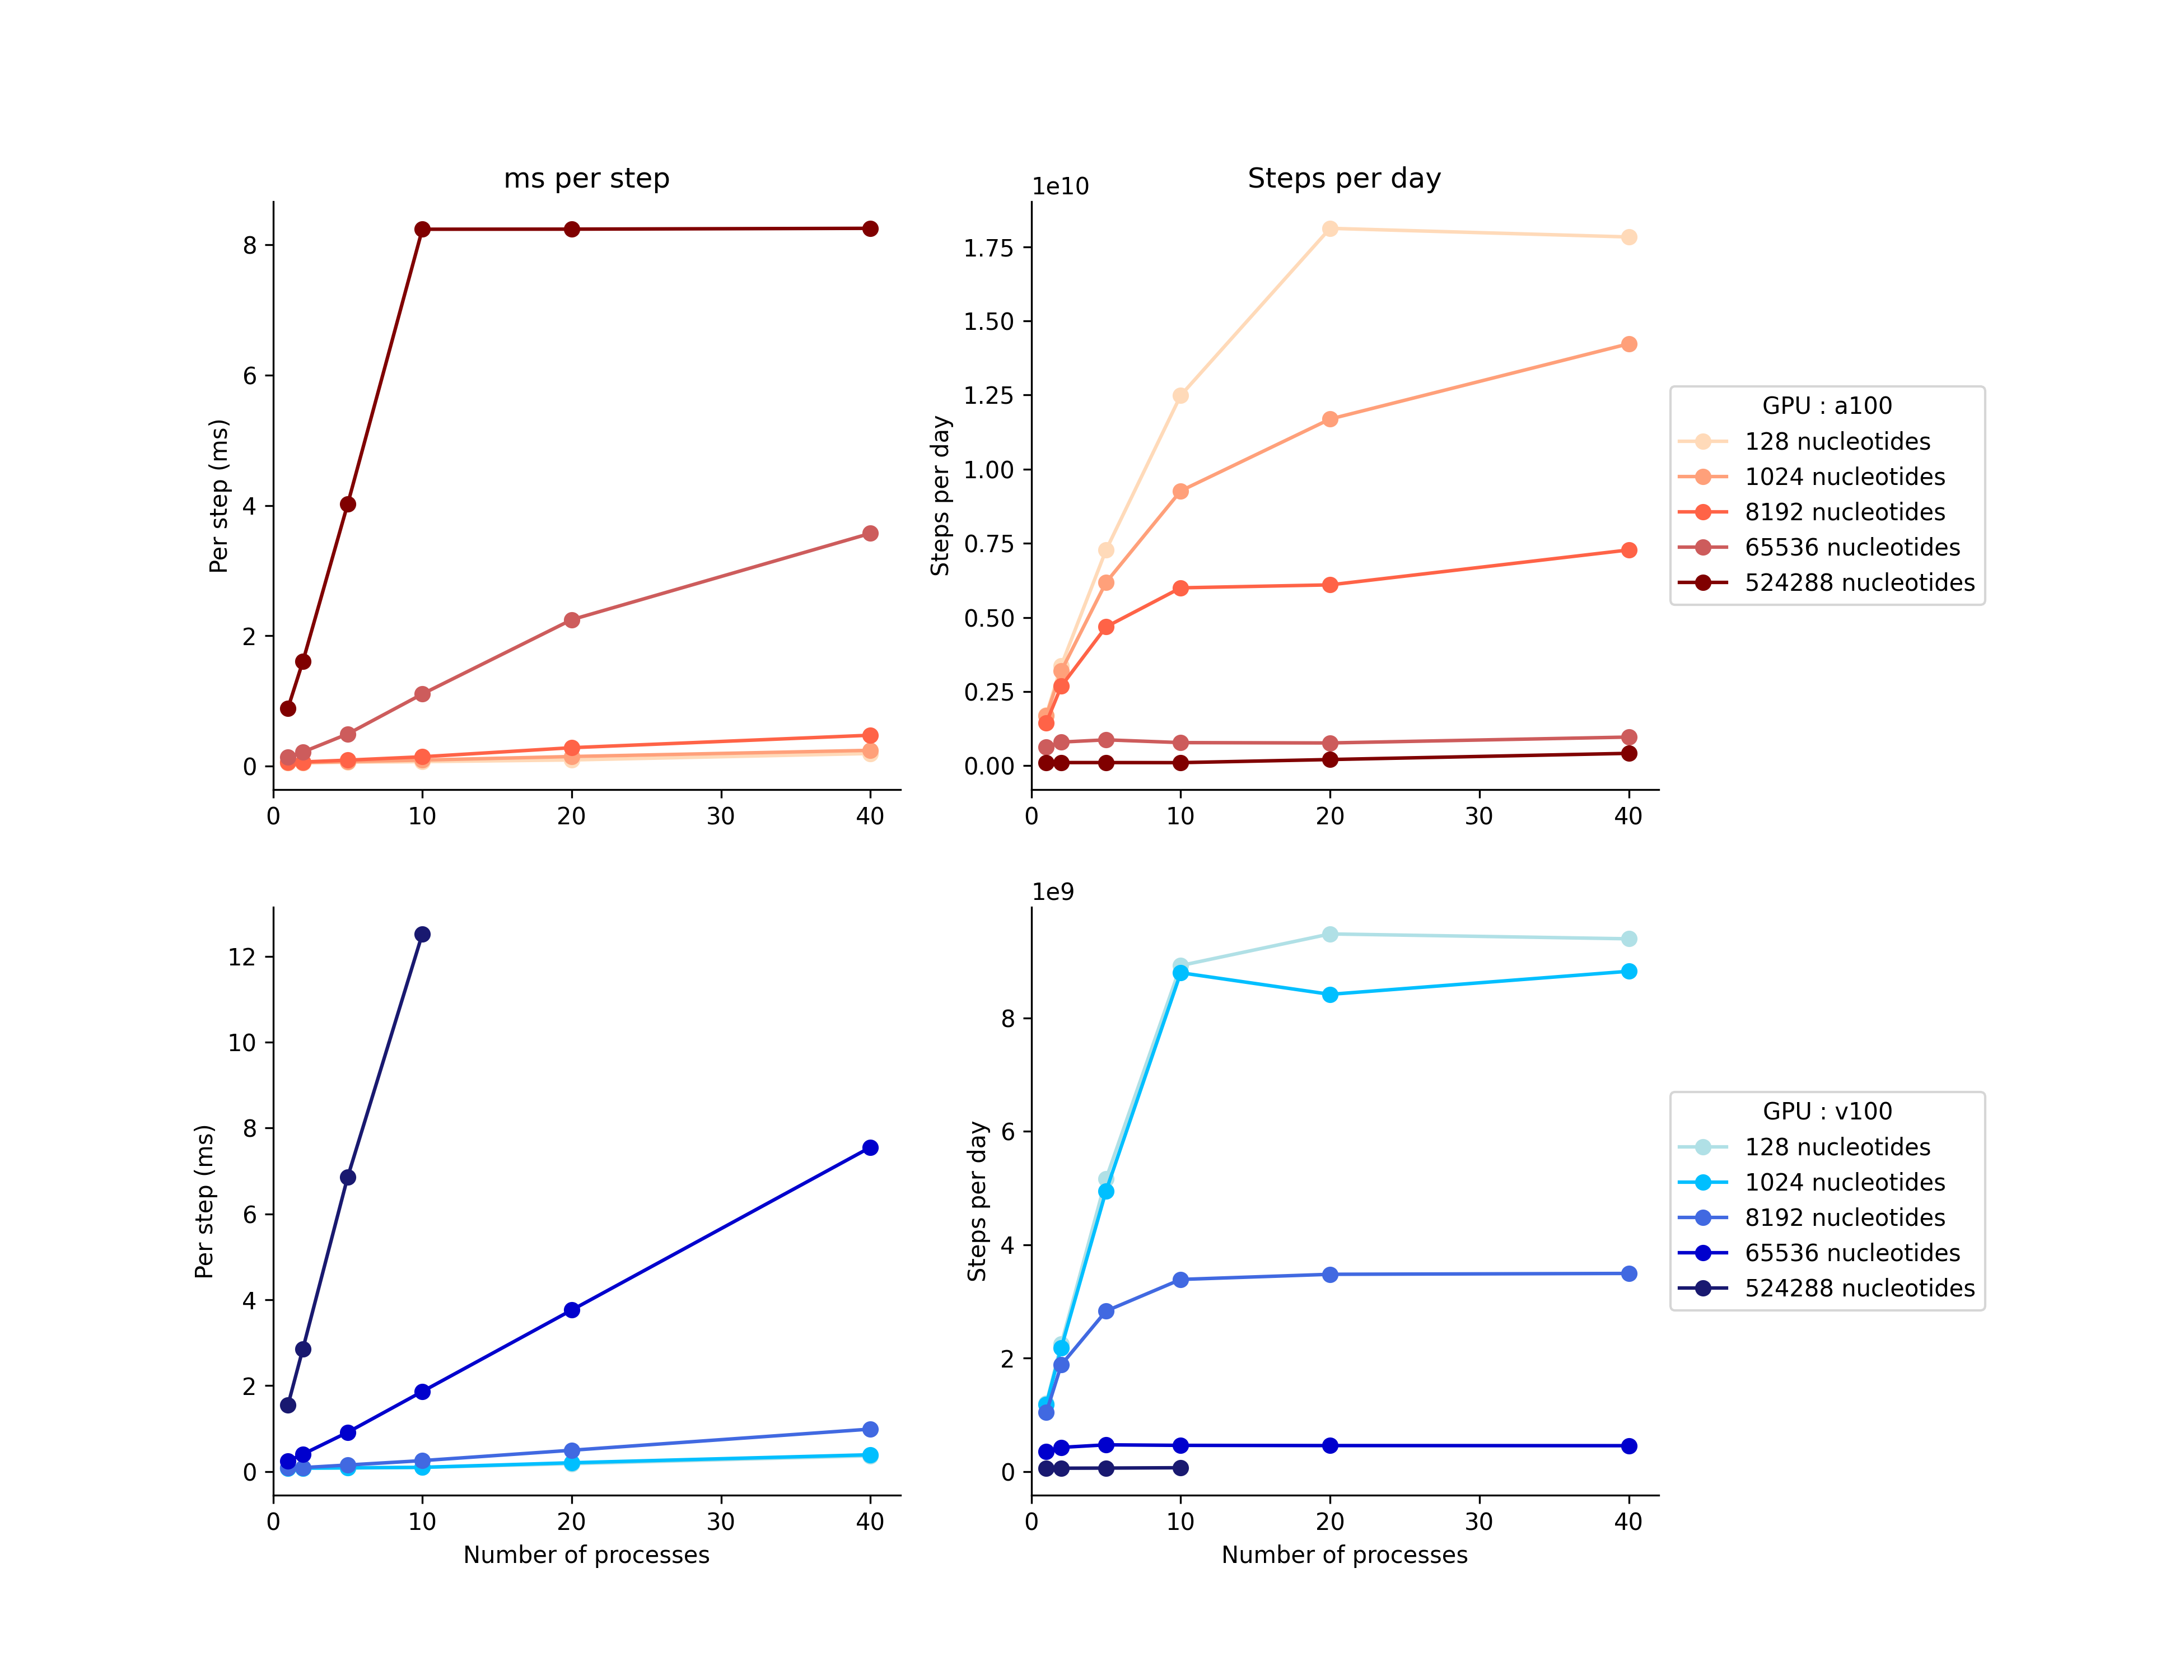 ms per step
Per step (ms)
8
6
4
2
0
0 10 20 30 40
Steps per day
1e10
Steps per day
1.75
1.50
1.25
1.00
0.75
0.50
0.25
0.00
0 10 20 30 40
GPU : a100
128 nucleotides
1024 nucleotides
8192 nucleotides
65536 nucleotides
524288 nucleotides
Per step (ms)
12
10
8
6
4
2
0
0 10 20 30 40
Number of processes
1e9
Steps per day
8
6
4
2
0
0 10 20 30 40
Number of processes
GPU : v100
128 nucleotides
1024 nucleotides
8192 nucleotides
65536 nucleotides
524288 nucleotides